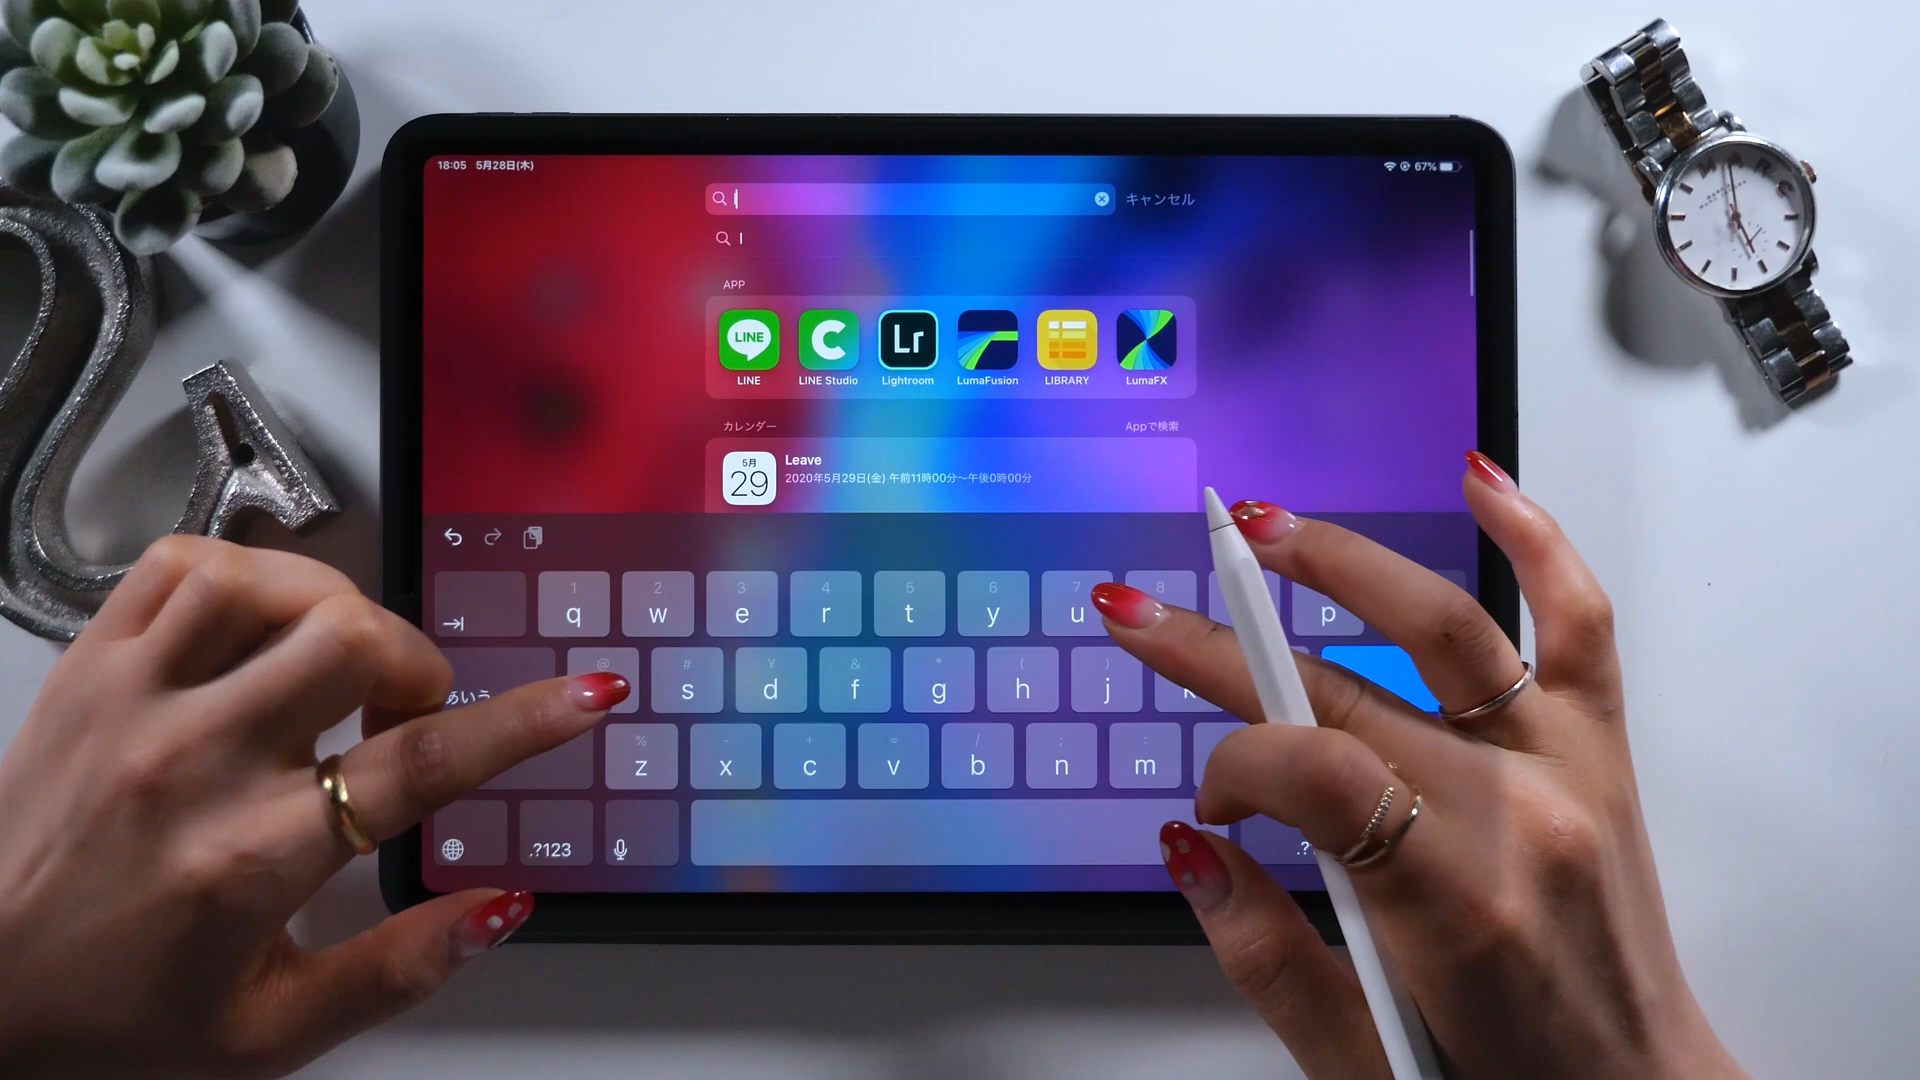 18:05 5月28日(木)
67%
l
キャンセル
l
APP
LINE
LINE
C
LINE Studio
Lr
Lightroom
LumaFusion
LIBRARY
LumaFX
カレンダー
Appで検索
5月
29
Leave
2020年5月29日(金) 午前11時00分〜午後0時00分
1 2 3 4 5 6 7 8
q w e r t y u p
@ # ¥ & * ( )
あいう s d f g h j k
% - + = / ; :
z x c v b n m
.?123
.?1
MARC
MARC JACOBS